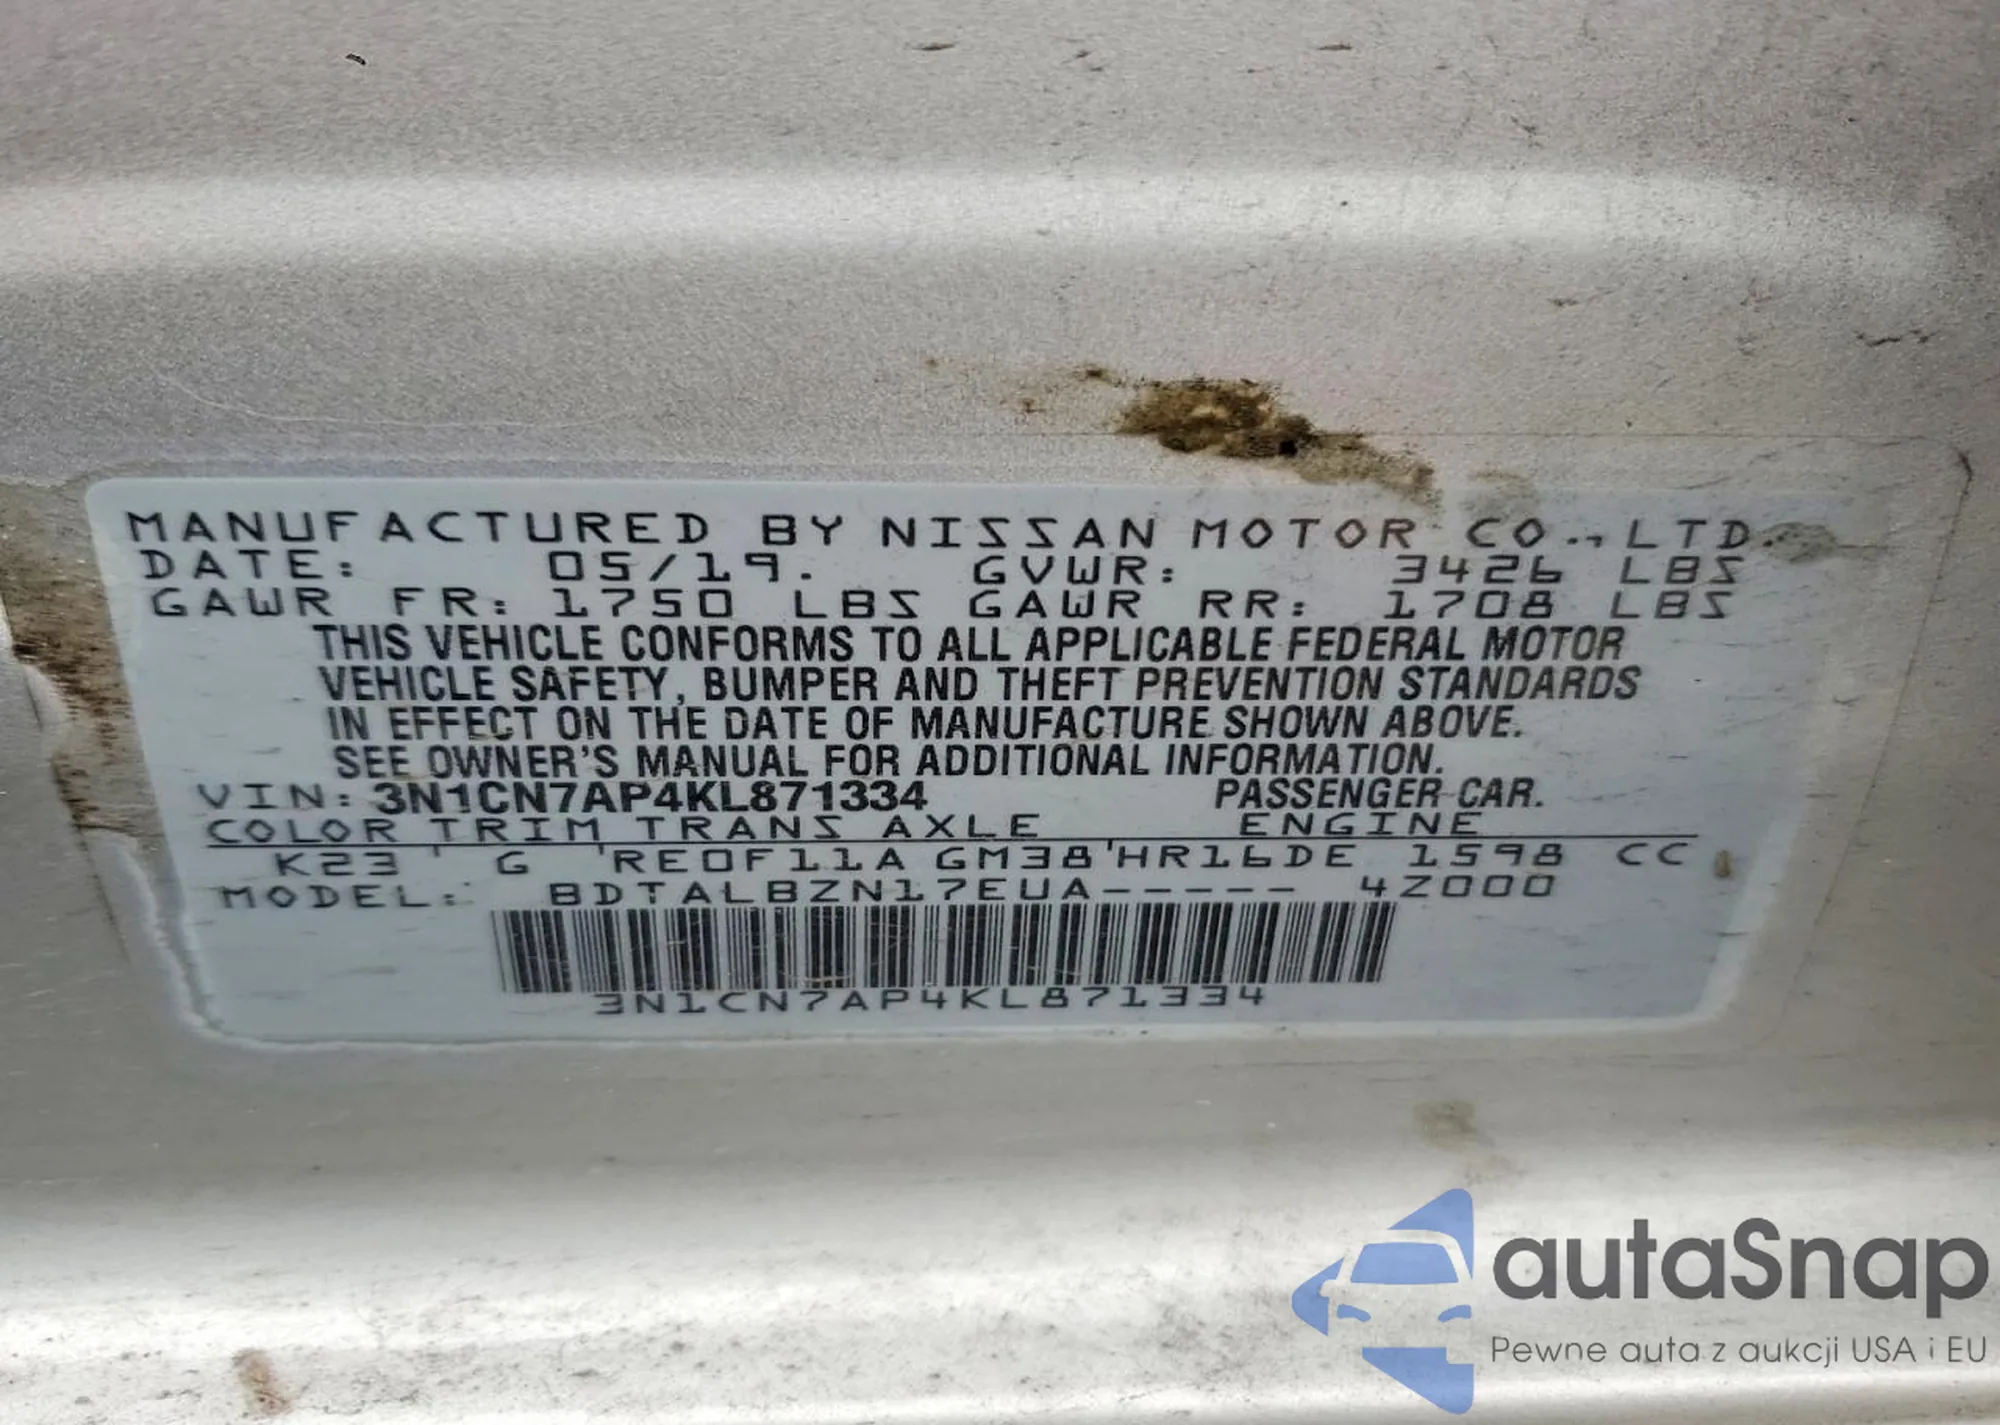 MANUFACTURED BY NISSAN MOTOR CO., LTD.
DATE: 05/19. GVWR: 3426 LBS
GAWR FR: 1750 LBS GAWR RR: 1708 LBS
THIS VEHICLE CONFORMS TO ALL APPLICABLE FEDERAL MOTOR
VEHICLE SAFETY, BUMPER AND THEFT PREVENTION STANDARDS
IN EFFECT ON THE DATE OF MANUFACTURE SHOWN ABOVE.
SEE OWNER'S MANUAL FOR ADDITIONAL INFORMATION.
VIN: 3N1CN7AP4KL871334 PASSENGER CAR.
COLOR TRIM TRANS AXLE ENGINE
K23 ' G 'RE0F11A GM38'HR16DE 1598 CC
MODEL: BDTALBZN17EUA----- 4Z000
3N1CN7AP4KL871334
autaSnap
Pewne auta z aukcji USA i EU